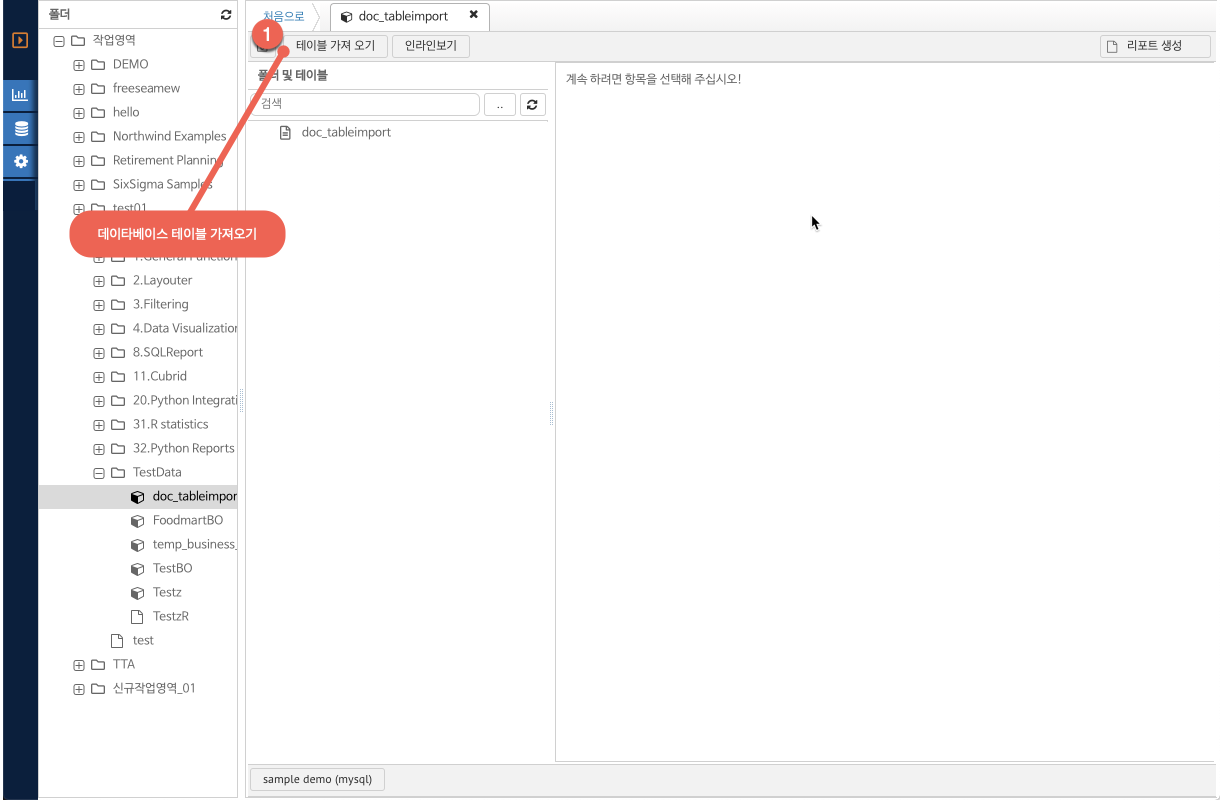 폴더
처음으로
doc_tableimport
1
테이블 가져 오기
인라인보기
리포트 생성
작업영역
DEMO
freeseamew
hello
Northwind Examples
Retirement Planning
SixSigma Samples
test01
데이타베이스 테이블 가져오기
1.General Function
2.Layouter
3.Filtering
4.Data Visualization
8.SQLReport
11.Cubrid
20.Python Integrati
31.R statistics
32.Python Reports
TestData
doc_tableimpor
FoodmartBO
temp_business_
TestBO
Testz
TestzR
test
TTA
신규작업영역_01
폴더 및 테이블
검색
..
doc_tableimport
계속 하려면 항목을 선택해 주십시오!
sample demo (mysql)